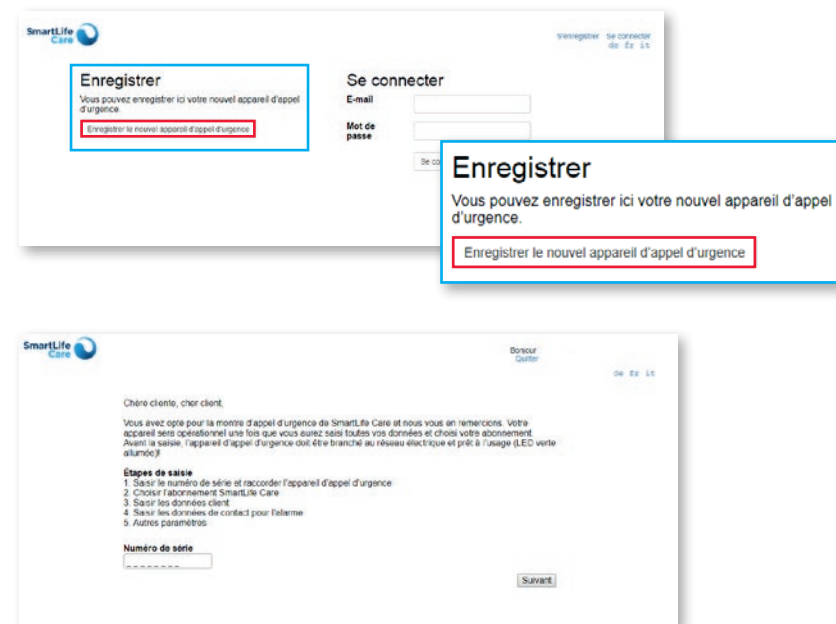 SmartLife
Care
s'enregistrer Se connecter
de fr it
Enregistrer
Vous pouvez enregistrer ici votre nouvel appareil d'appel
d'urgence.
Enregistrer le nouvel appareil d'appel d'urgence
Se connecter
E-mail
Mot de
passe
Se co
Enregistrer
Vous pouvez enregistrer ici votre nouvel appareil d'appel
d'urgence.
Enregistrer le nouvel appareil d'appel d'urgence
SmartLife
Care
Bonjour
Quitter
de fr it
Chère cliente, cher client,
Vous avez opté pour la montre d'appel d'urgence de SmartLife Care et nous vous en remercions. Votre
appareil sera opérationnel une fois que vous aurez saisi toutes vos données et choisi votre abonnement.
Avant la saisie, l'appareil d'appel d'urgence doit être branché au réseau électrique et prêt à l'usage (LED verte
allumée)!
Étapes de saisie
1. Saisir le numéro de série et raccorder l'appareil d'appel d'urgence
2. Choisir l'abonnement SmartLife Care
3. Saisir les données client
4. Saisir les données de contact pour l'alarme
5. Autres paramètres
Numéro de série
_ _ _ _ _ _ _ _
Suivant